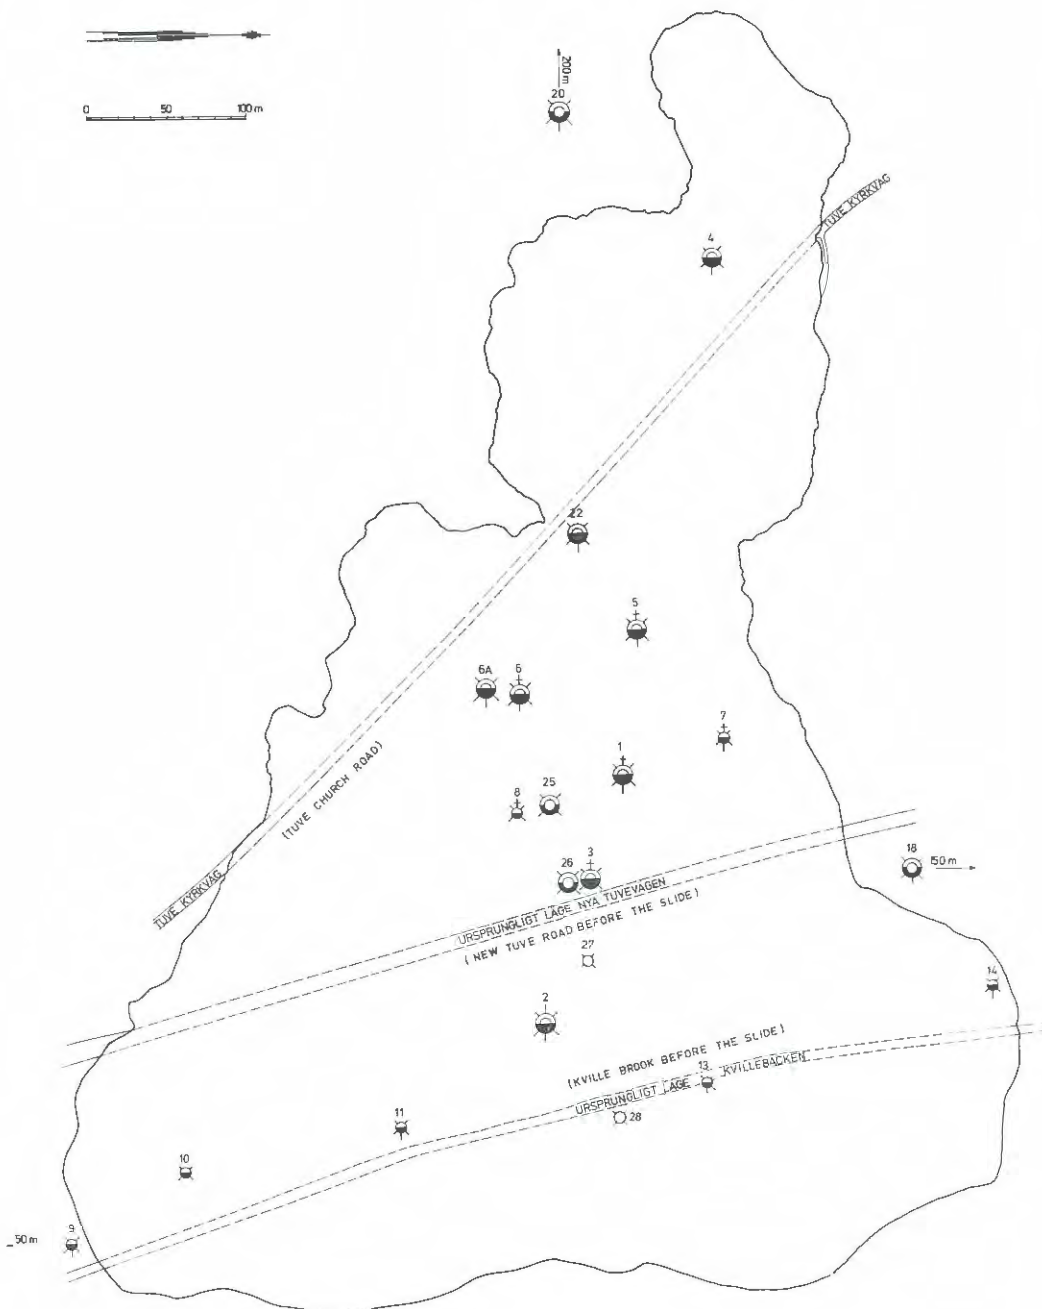 0 50 100 m
200m
20
TUVE KYRKVÄG
4
22
5
6A 6
7
1
8 25
(TUVE CHURCH ROAD)
26 3
18
150 m
TUVE KYRKVÄG
URSPRUNGLIGT LÄGE NYA TUVEVÄGEN
(NEW TUVE ROAD BEFORE THE SLIDE)
27
14
2
(KVILLE BROOK BEFORE THE SLIDE)
13
URSPRUNGLIGT LÄGE KVILLEBÄCKEN
28
11
10
9
50 m